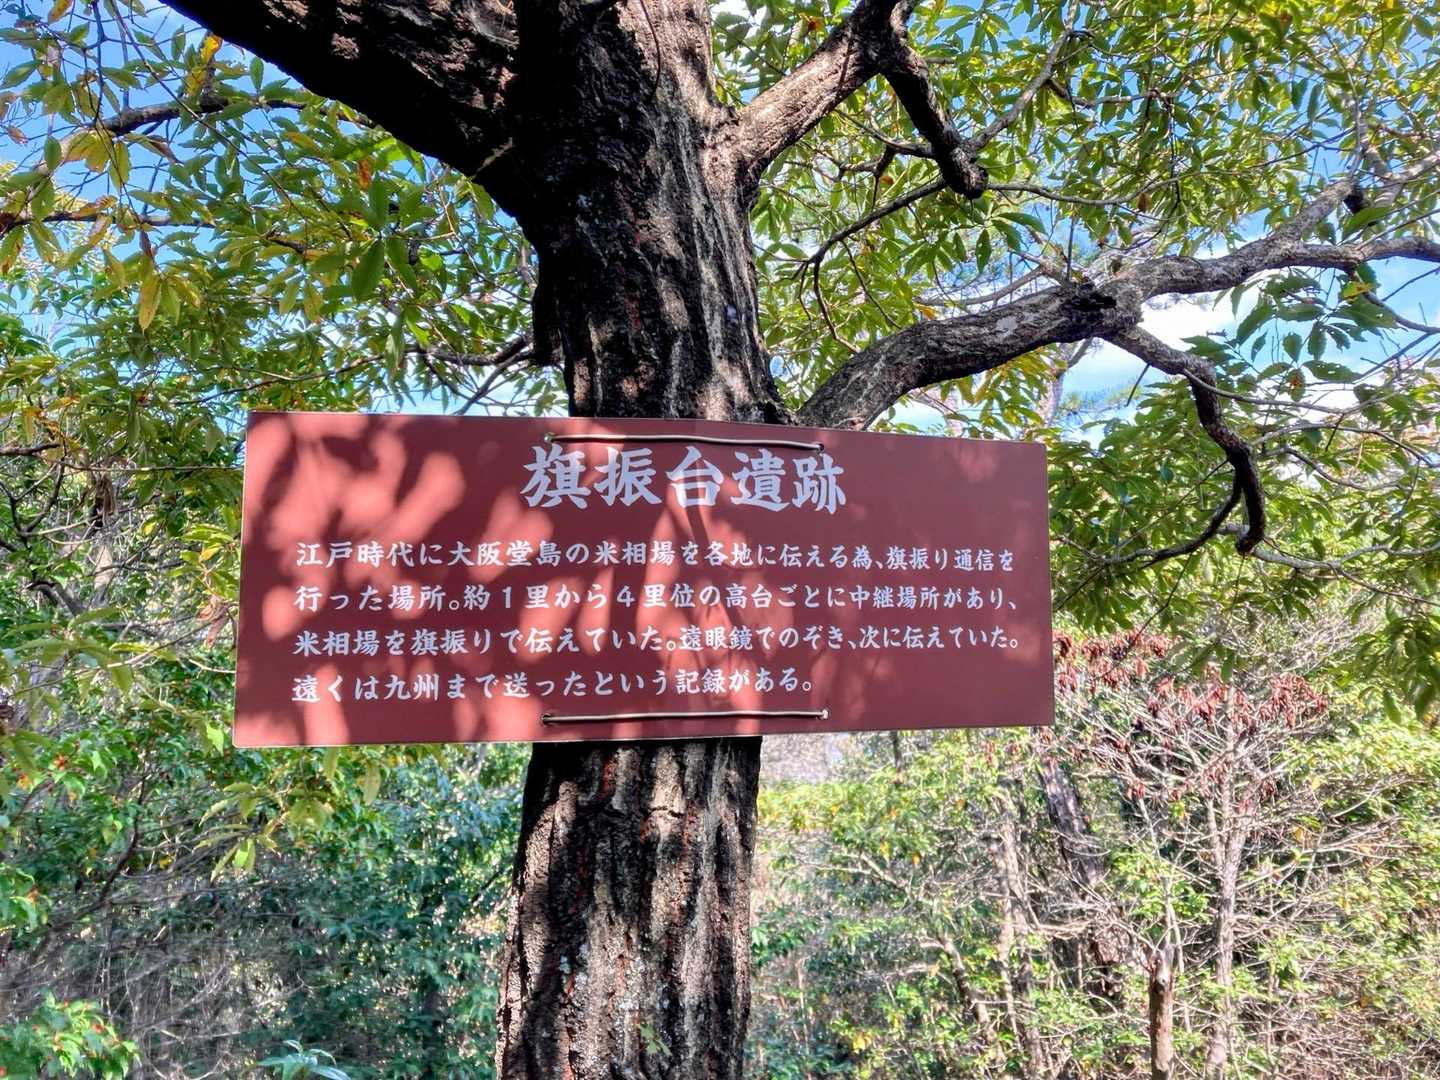 旗振台遺跡
江戸時代に大阪堂島の米相場を各地に伝える為、旗振り通信を
行った場所。約1里から4里位の高台ごとに中継場所があり、
米相場を旗振りで伝えていた。遠眼鏡でのぞき、次に伝えていた。
遠くは九州まで送ったという記録がある。